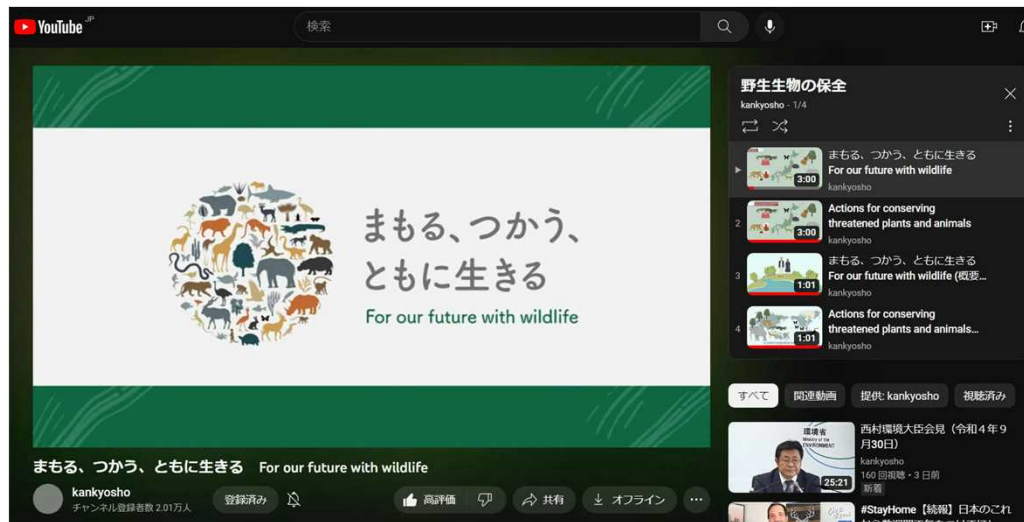 YouTube JP
検索
まもる、つかう、
ともに生きる
For our future with wildlife
まもる、つかう、ともに生きる For our future with wildlife
kankyosho
チャンネル登録者数 2.01万人
登録済み
高評価
共有
オフライン
野生生物の保全
kankyosho - 1/4
3:00
まもる、つかう、ともに生きる
For our future with wildlife
kankyosho
2
3:00
Actions for conserving
threatened plants and animals
kankyosho
3
1:01
まもる、つかう、ともに生きる
For our future with wildlife (概要...
kankyosho
4
1:01
Actions for conserving
threatened plants and animals...
kankyosho
すべて
関連動画
提供: kankyosho
視聴済み
環境省
Ministry of the
ENVIRONMENT
25:21
西村環境大臣会見（令和４年９
月30日）
kankyosho
160 回視聴・3 日前
新着
#StayHome【続報】日本のこれ